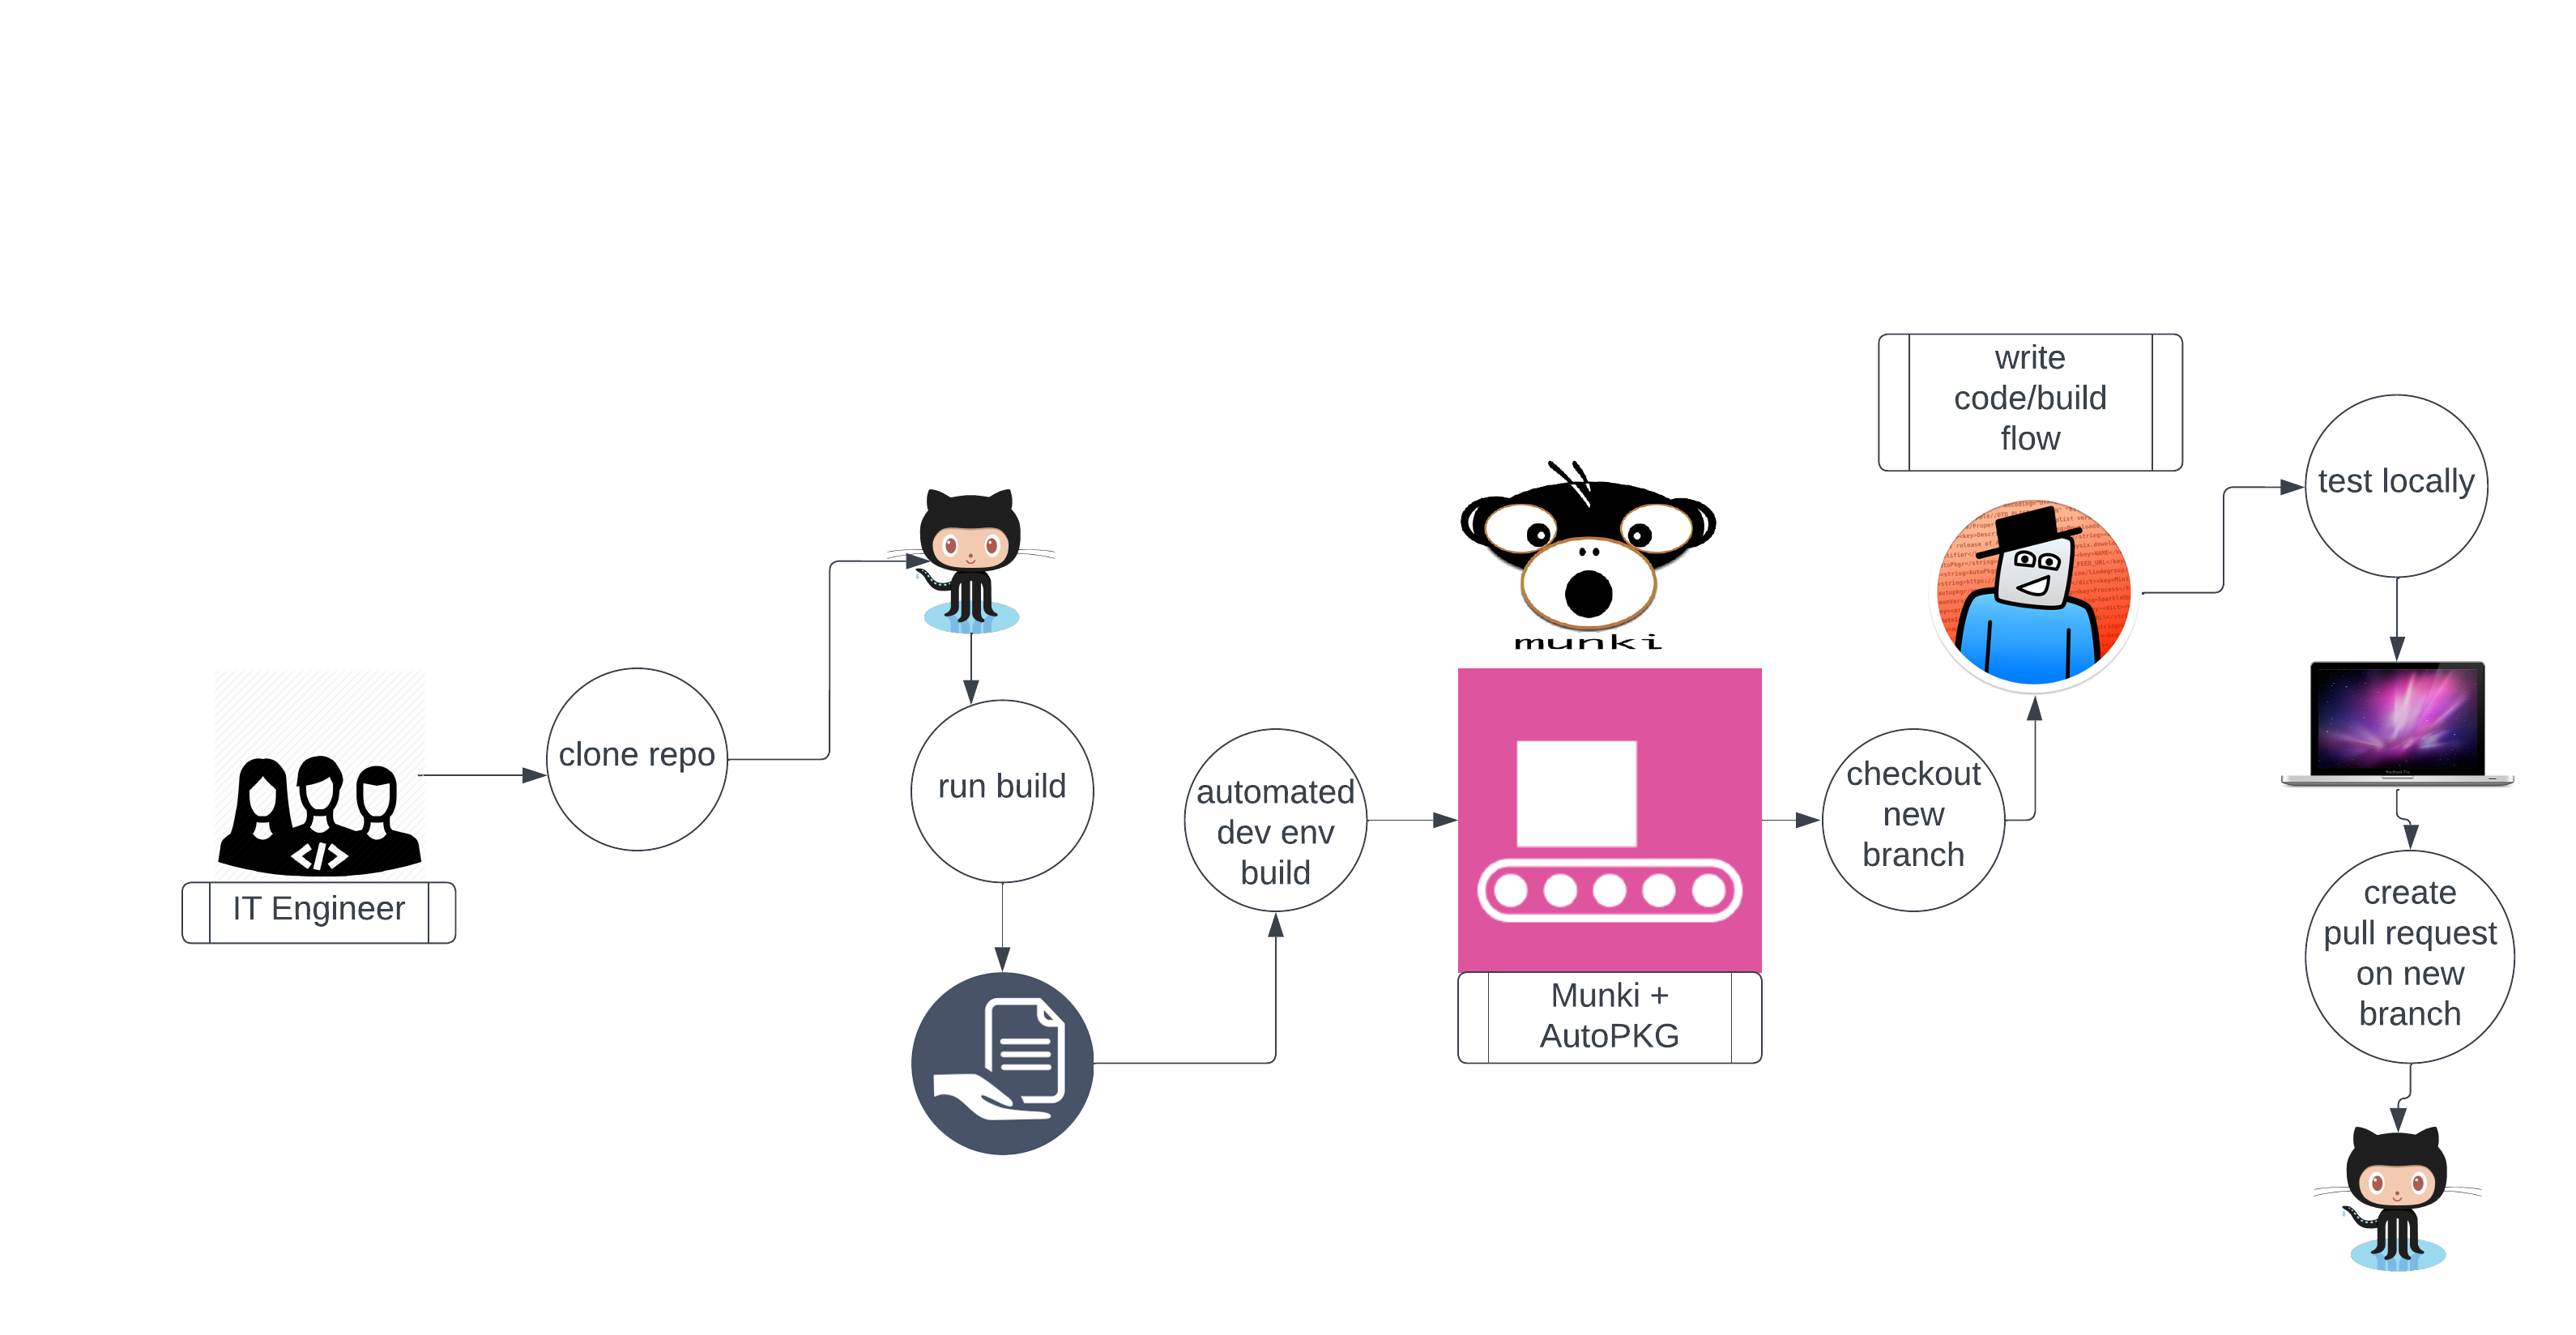 IT Engineer
clone repo
run build
automated
dev env
build
munki
Munki +
AutoPKG
checkout
new
branch
write
code/build
flow
test locally
create
pull request
on new
branch